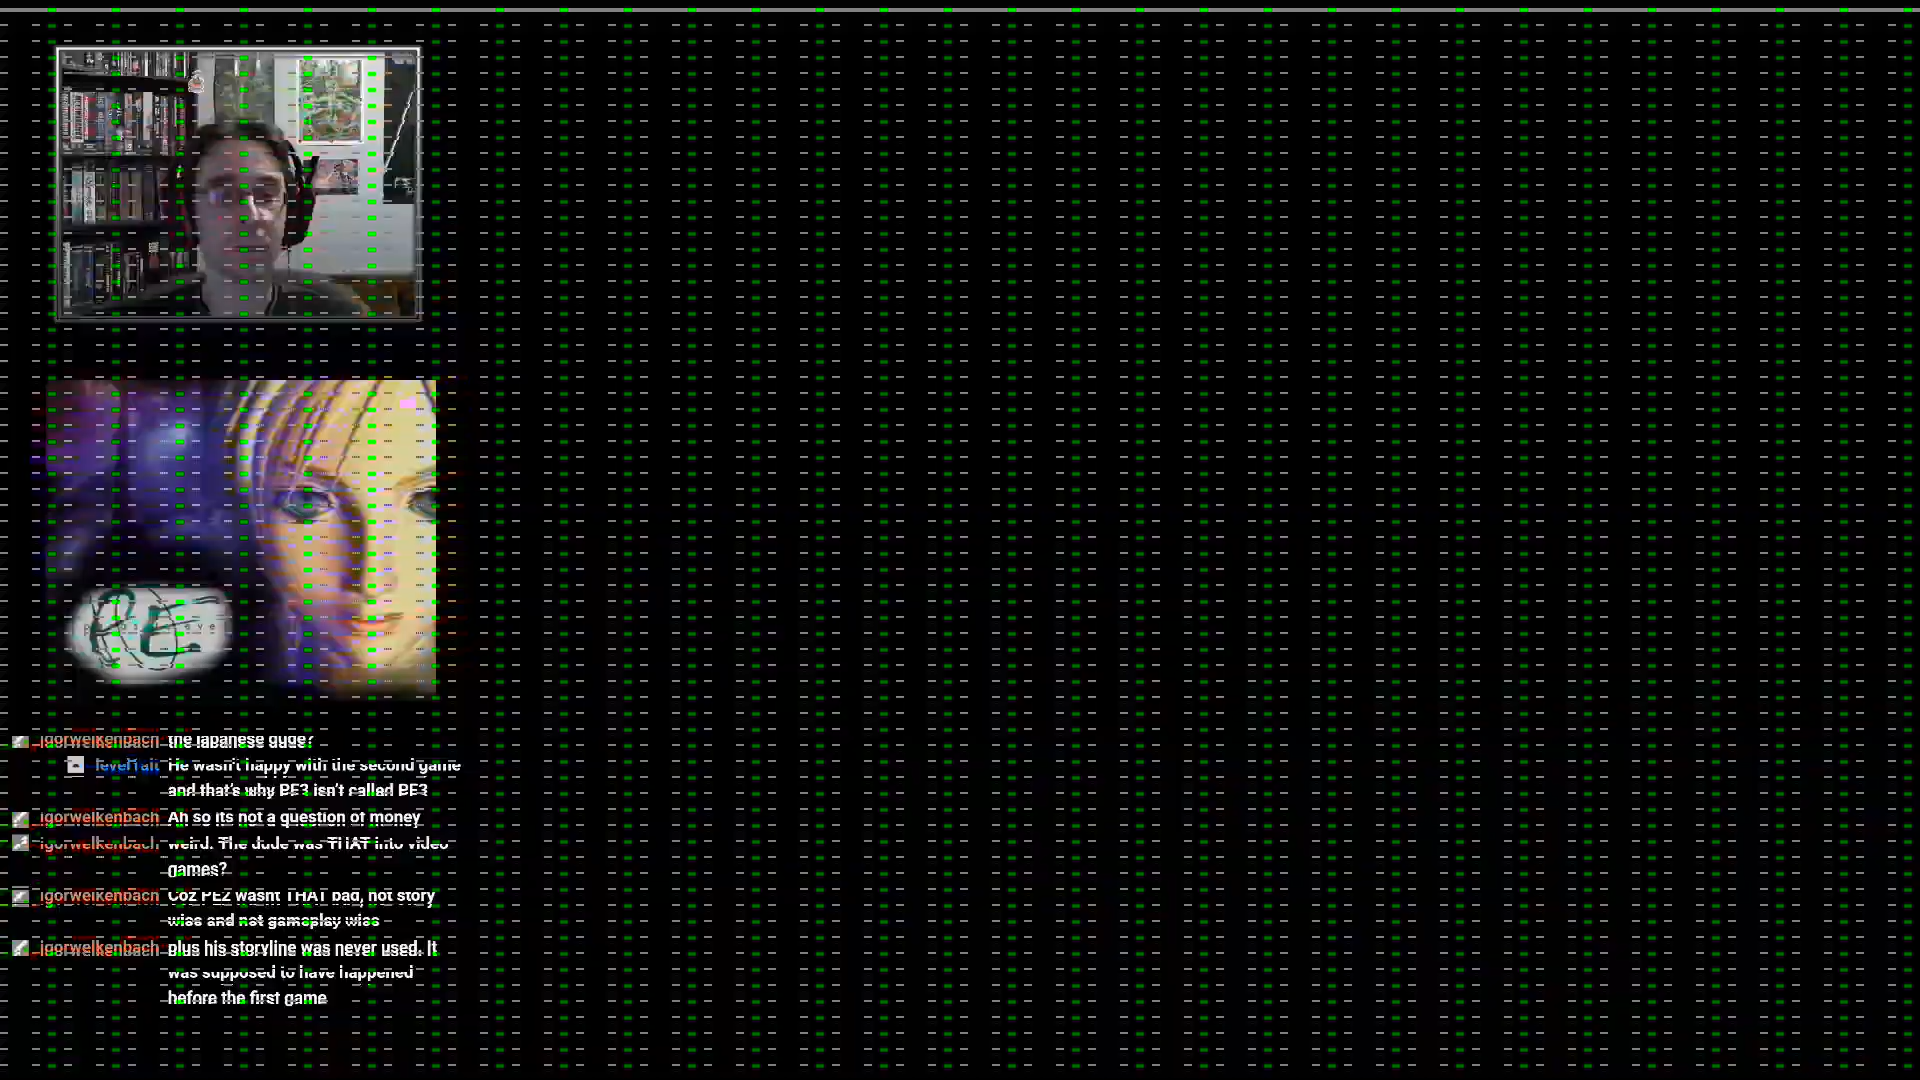 igorwelkenbach the japanese dude?
levelTait He wasn't happy with the second game
and that's why PE3 isn't called PE3
igorwelkenbach Ah so its not a question of money
igorwelkenbach weird. The dude was THAT into video
games?
igorwelkenbach Coz PE2 wasnt THAT bad, not story
wise and not gameplay wise
igorwelkenbach plus his storyline was never used. It
was supposed to have happened
before the first game